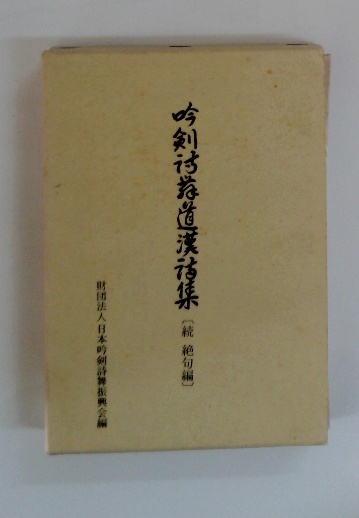 吟剣詩舞道漢詩集
〔続 絶句編〕
財団法人日本吟剣詩舞振興会編